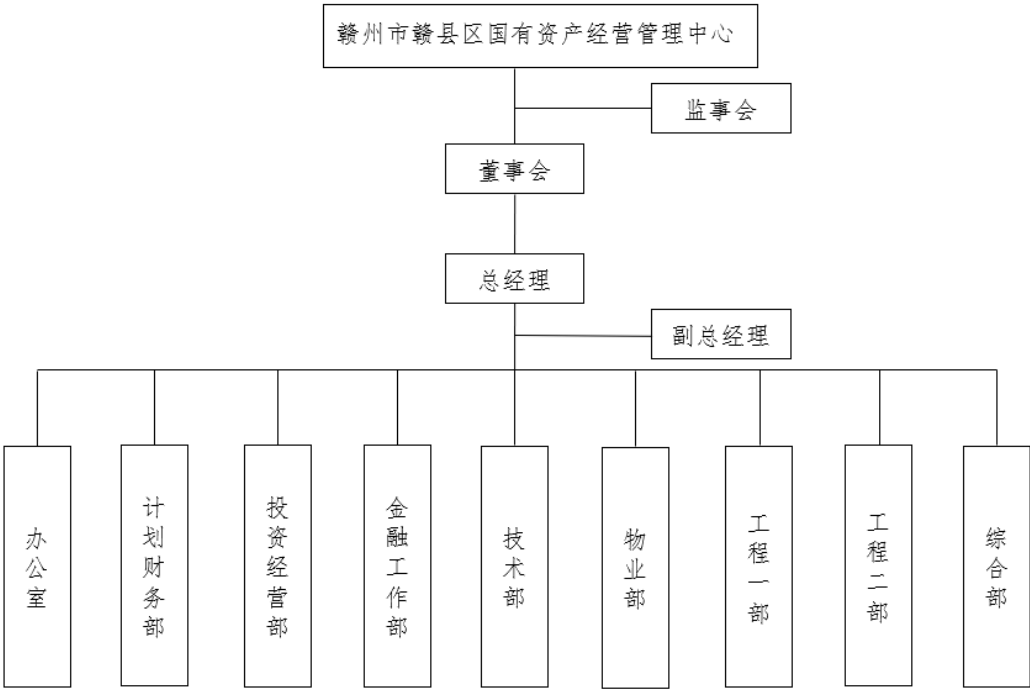 赣州市赣县区国有资产经营管理中心
监事会
董事会
总经理
副总经理
办公室
计划财务部
投资经营部
金融工作部
技术部
物业部
工程一部
工程二部
综合部